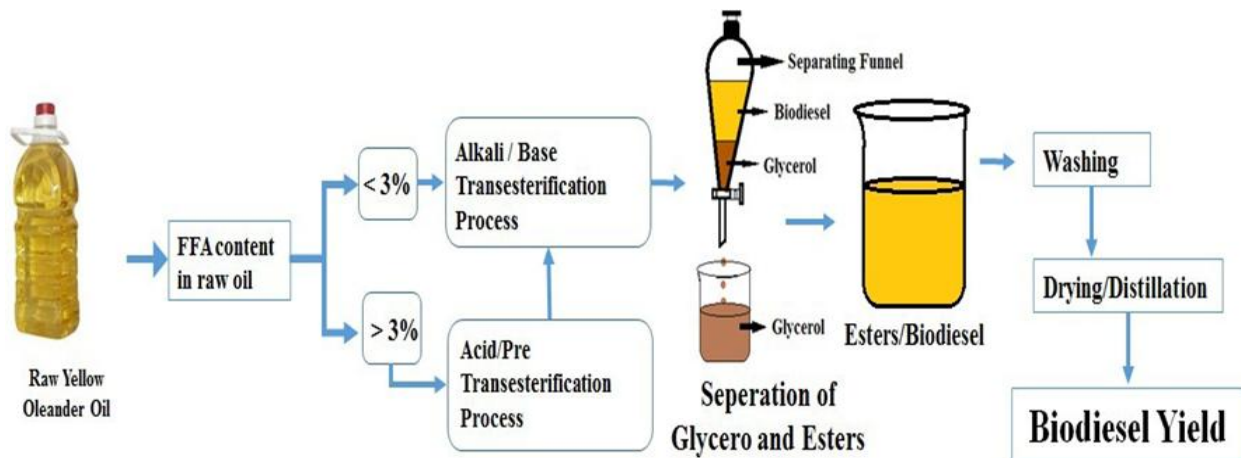 Raw Yellow
Oleander Oil
FFA content
in raw oil
< 3%
> 3%
Alkali / Base
Transesterification
Process
Acid/Pre
Transesterification
Process
Separating Funnel
Biodiesel
Glycerol
Glycerol
Seperation of
Glycero and Esters
Esters/Biodiesel
Washing
Drying/Distillation
Biodiesel Yield